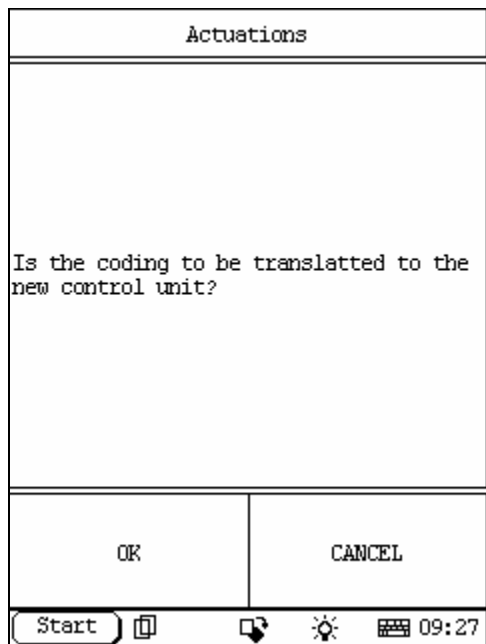 Actuations
Is the coding to be translatted to the
new control unit?
OK
CANCEL
Start
09:27